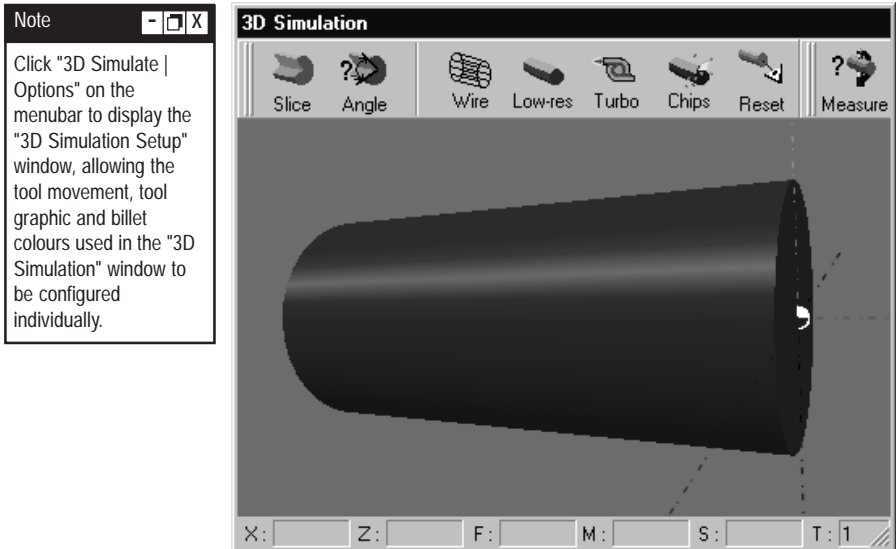 Note
Click "3D Simulate |
Options" on the
menubar to display the
"3D Simulation Setup"
window, allowing the
tool movement, tool
graphic and billet
colours used in the "3D
Simulation" window to
be configured
individually.
3D Simulation
Slice Angle Wire Low-res Turbo Chips Reset Measure
X: Z: F: M: S: T: 1